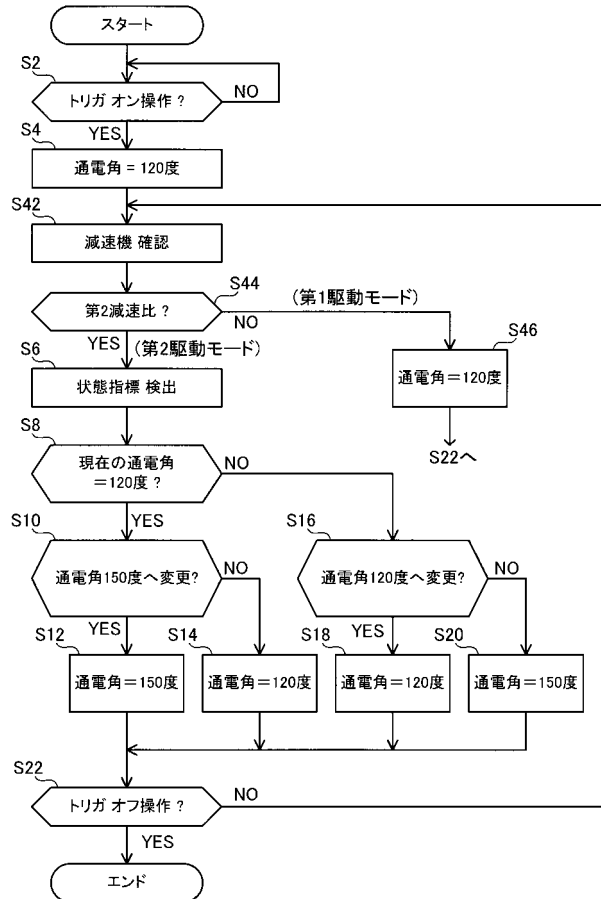 スタート
S2
トリガ オン操作 ?
NO
YES
S4
通電角 = 120度
S42
減速機 確認
S44
第2減速比 ?
(第1駆動モード)
NO
YES
(第2駆動モード)
S46
通電角=120度
S22へ
S6
状態指標 検出
S8
現在の通電角
=120度 ?
NO
YES
S10
通電角150度へ変更?
NO
YES
S16
通電角120度へ変更?
NO
YES
S12
通電角=150度
S14
通電角=120度
S18
通電角=120度
S20
通電角=150度
S22
トリガ オフ操作 ?
NO
YES
エンド